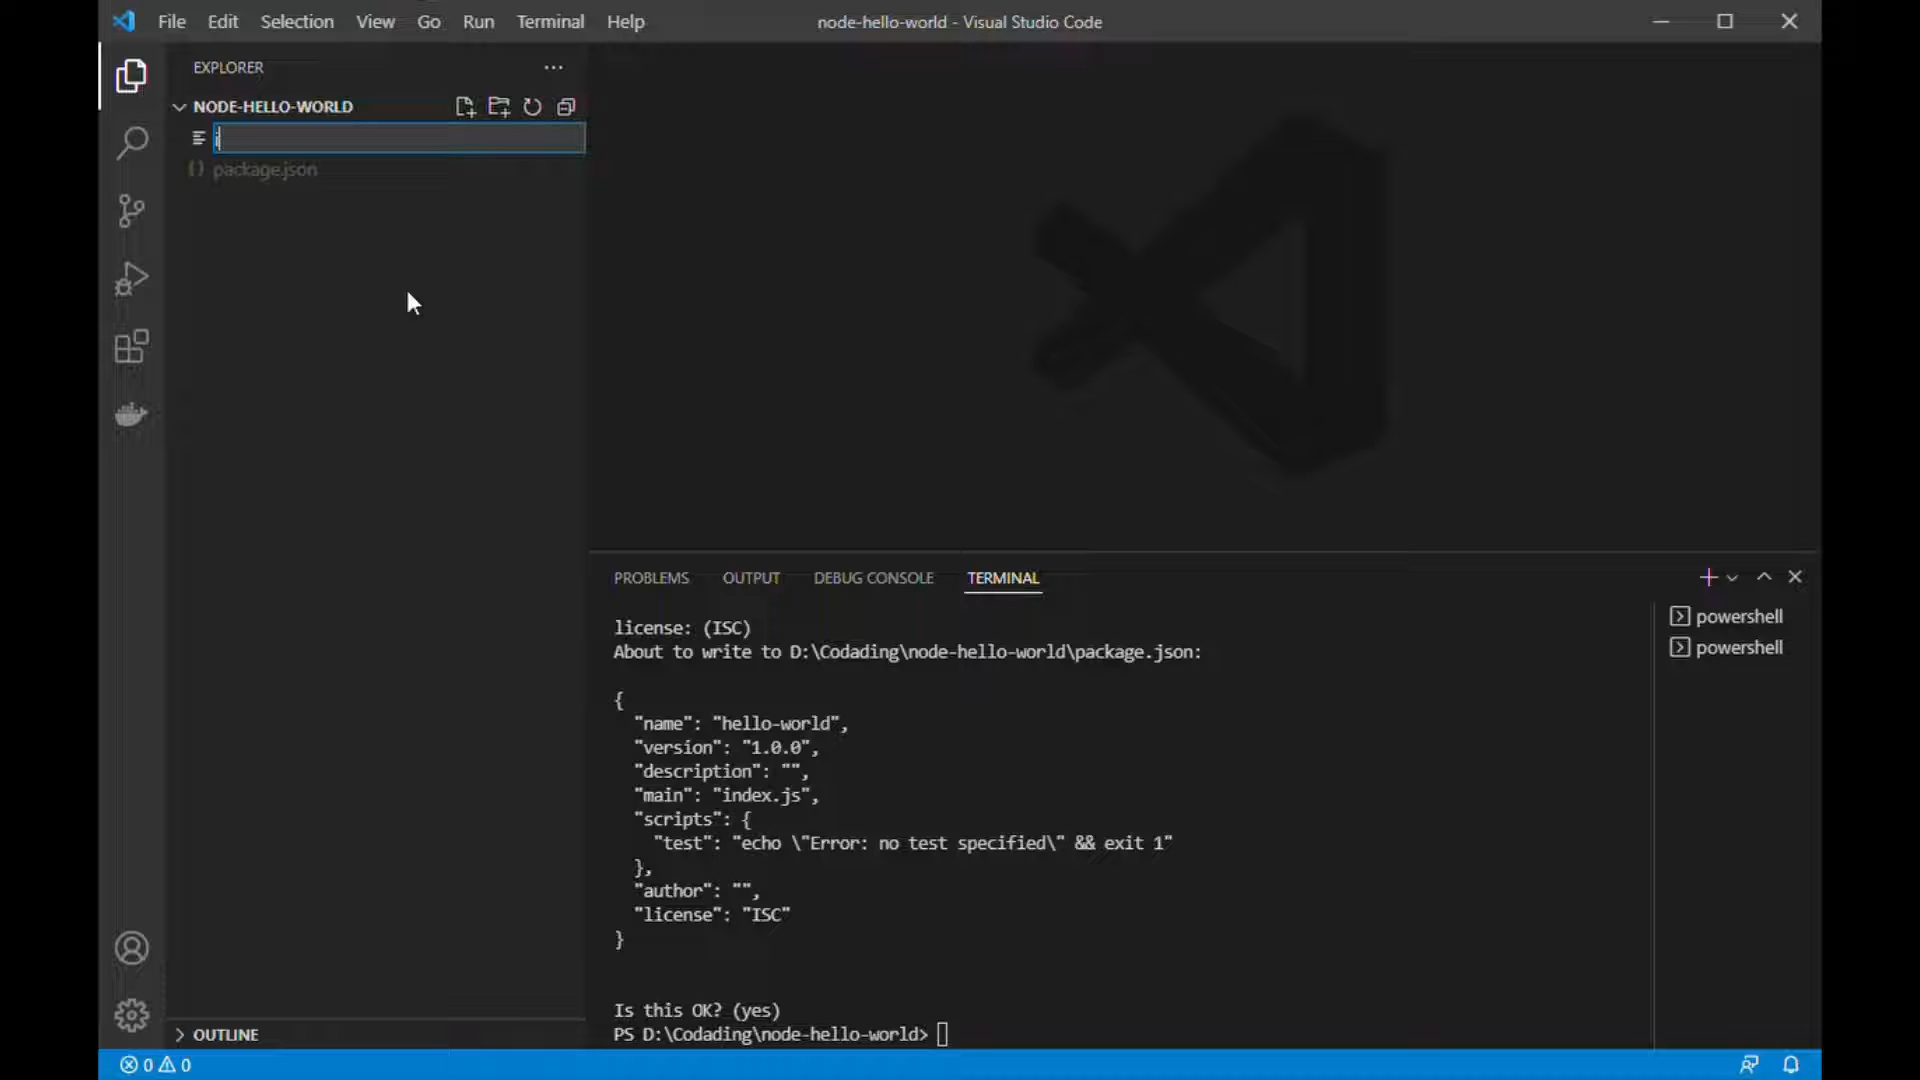 File Edit Selection View Go Run Terminal Help
node-hello-world - Visual Studio Code
EXPLORER
NODE-HELLO-WORLD
i
package.json
PROBLEMS OUTPUT DEBUG CONSOLE TERMINAL
powershell
powershell
license: (ISC)
About to write to D:\Codading\node-hello-world\package.json:
{
"name": "hello-world",
"version": "1.0.0",
"description": "",
"main": "index.js",
"scripts": {
"test": "echo \"Error: no test specified\" && exit 1"
},
"author": "",
"license": "ISC"
}
Is this OK? (yes)
PS D:\Codading\node-hello-world>
OUTLINE
0 0